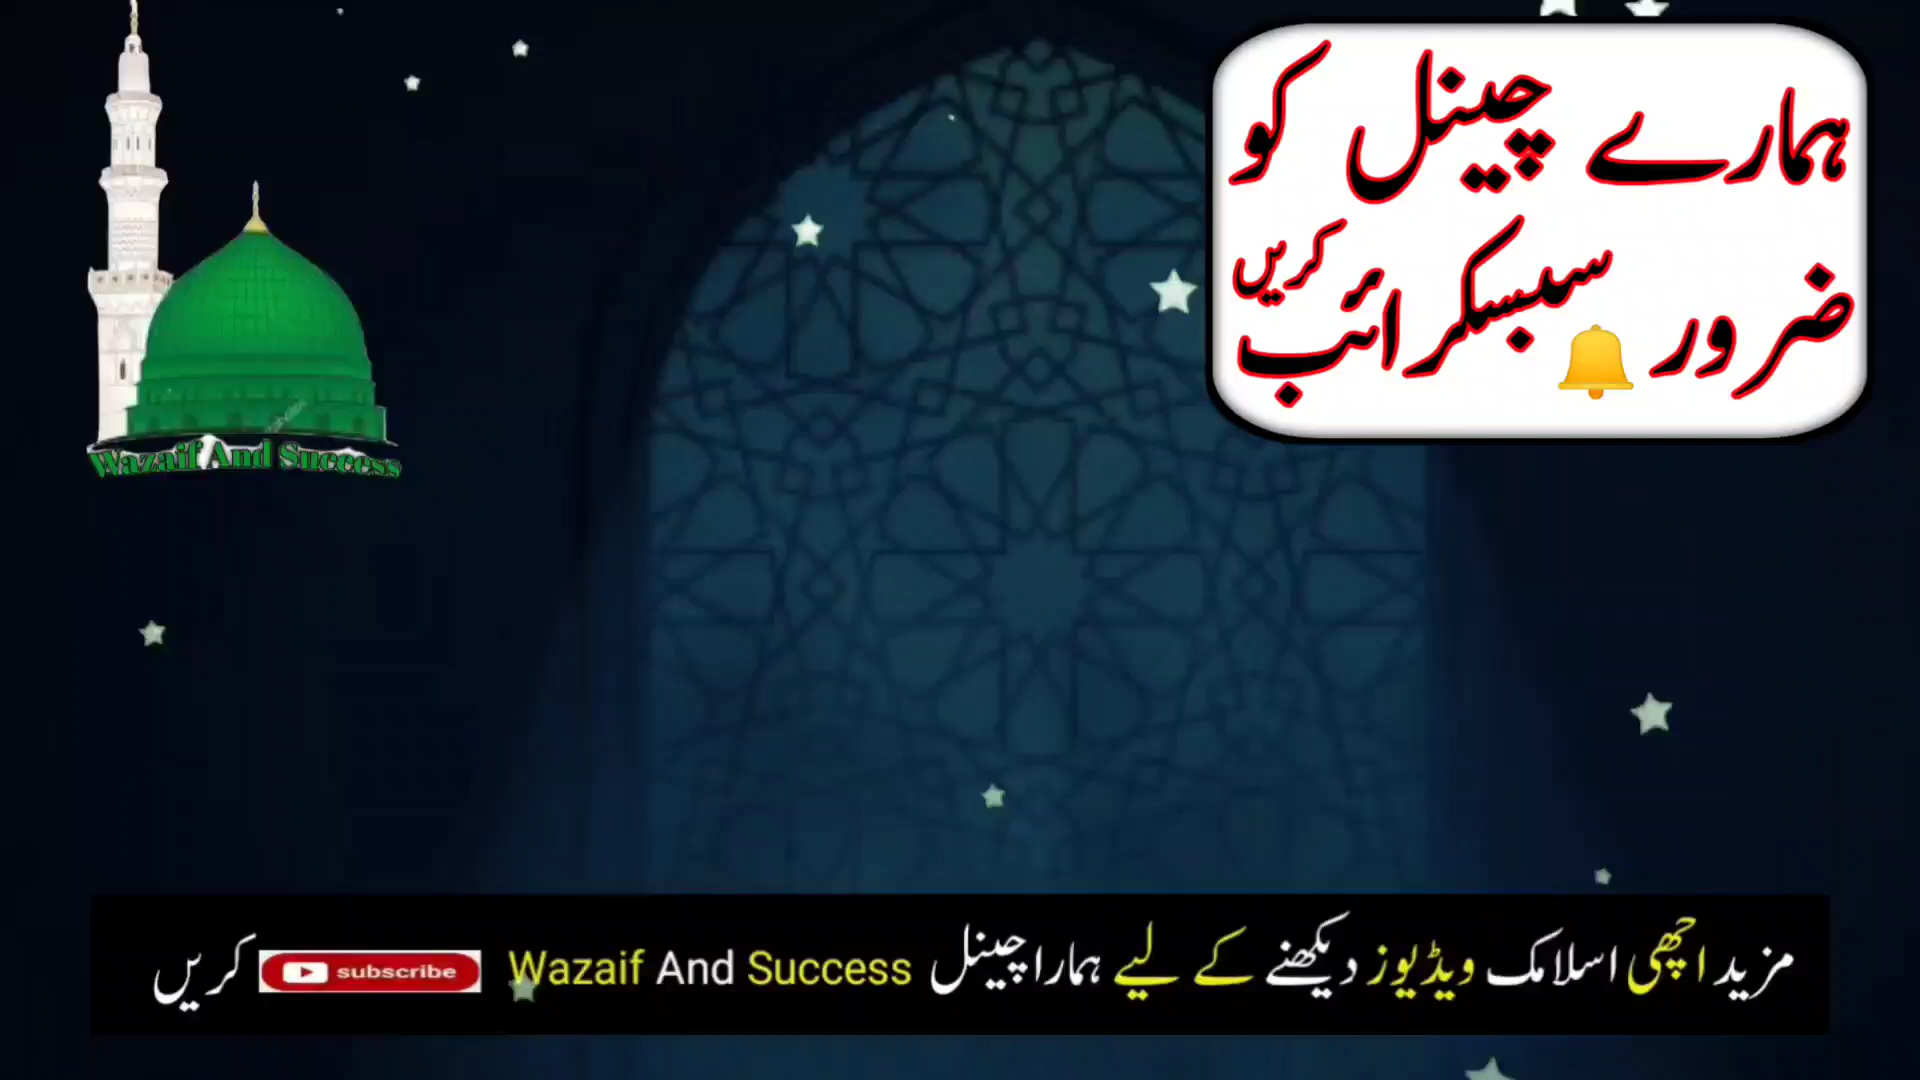 ہمارے چینل کو
ضرور سبسکرائب کریں
Wazaif And Success
مزید اچھی اسلامک ویڈیوز دیکھنے کے لیے ہمارا چینل Wazaif And Success subscribe کریں